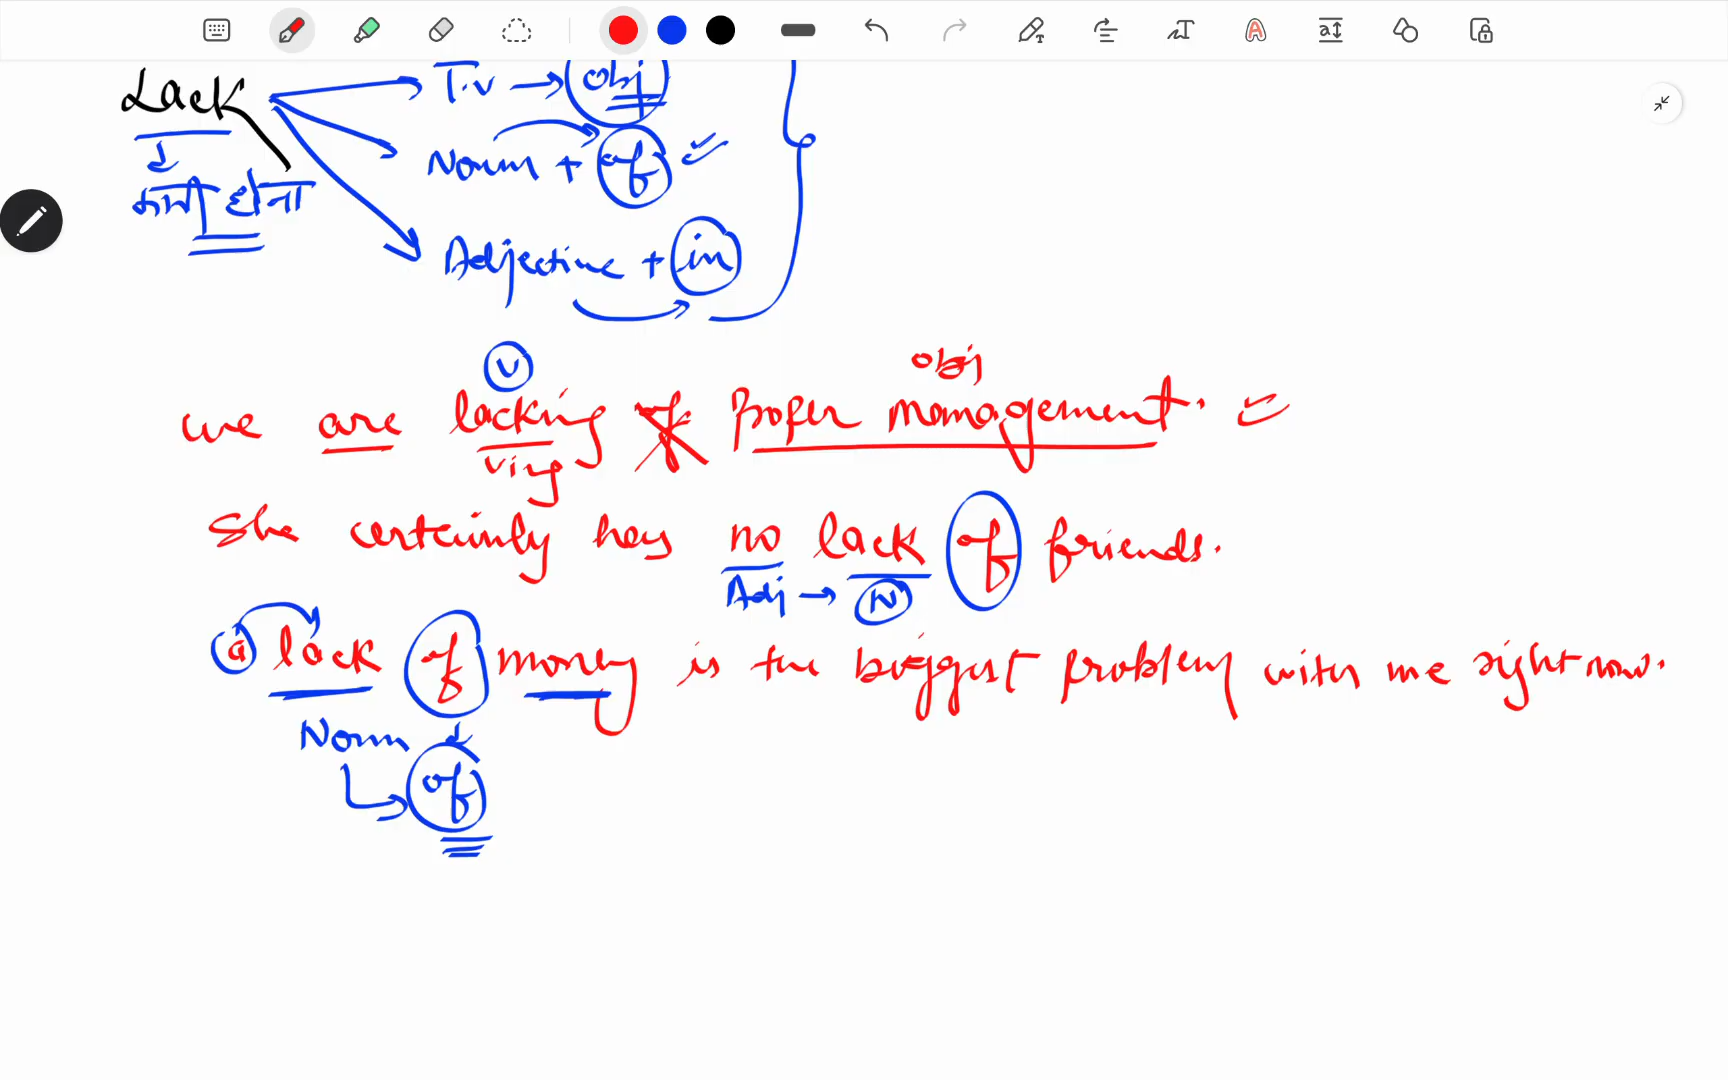 Lack
T.v → obj
Noun + of
कमी होना
Adjective + in
v
obj
we are lacking of Proper management.
ving
She certainly has no lack of friends.
Adj → N
a lack of money is the biggest problem with me right now.
Noun
of